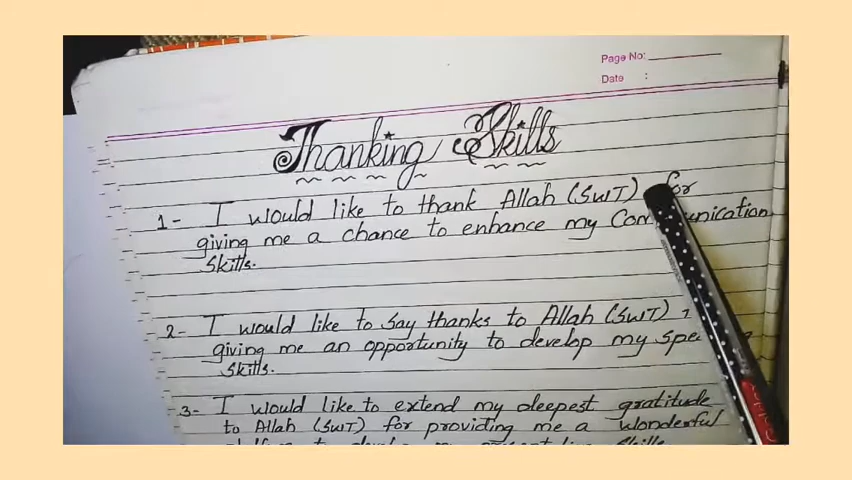 Page No:
Date :
Thanking Skills
1- I would like to thank Allah (SWT) for
giving me a chance to enhance my Communication
Skills.
2- I would like to say thanks to Allah (SWT)
giving me an opportunity to develop my
skills.
3- I would like to extend my deepest gratitude
to Allah (SWT) for providing me a wonderful
to skills